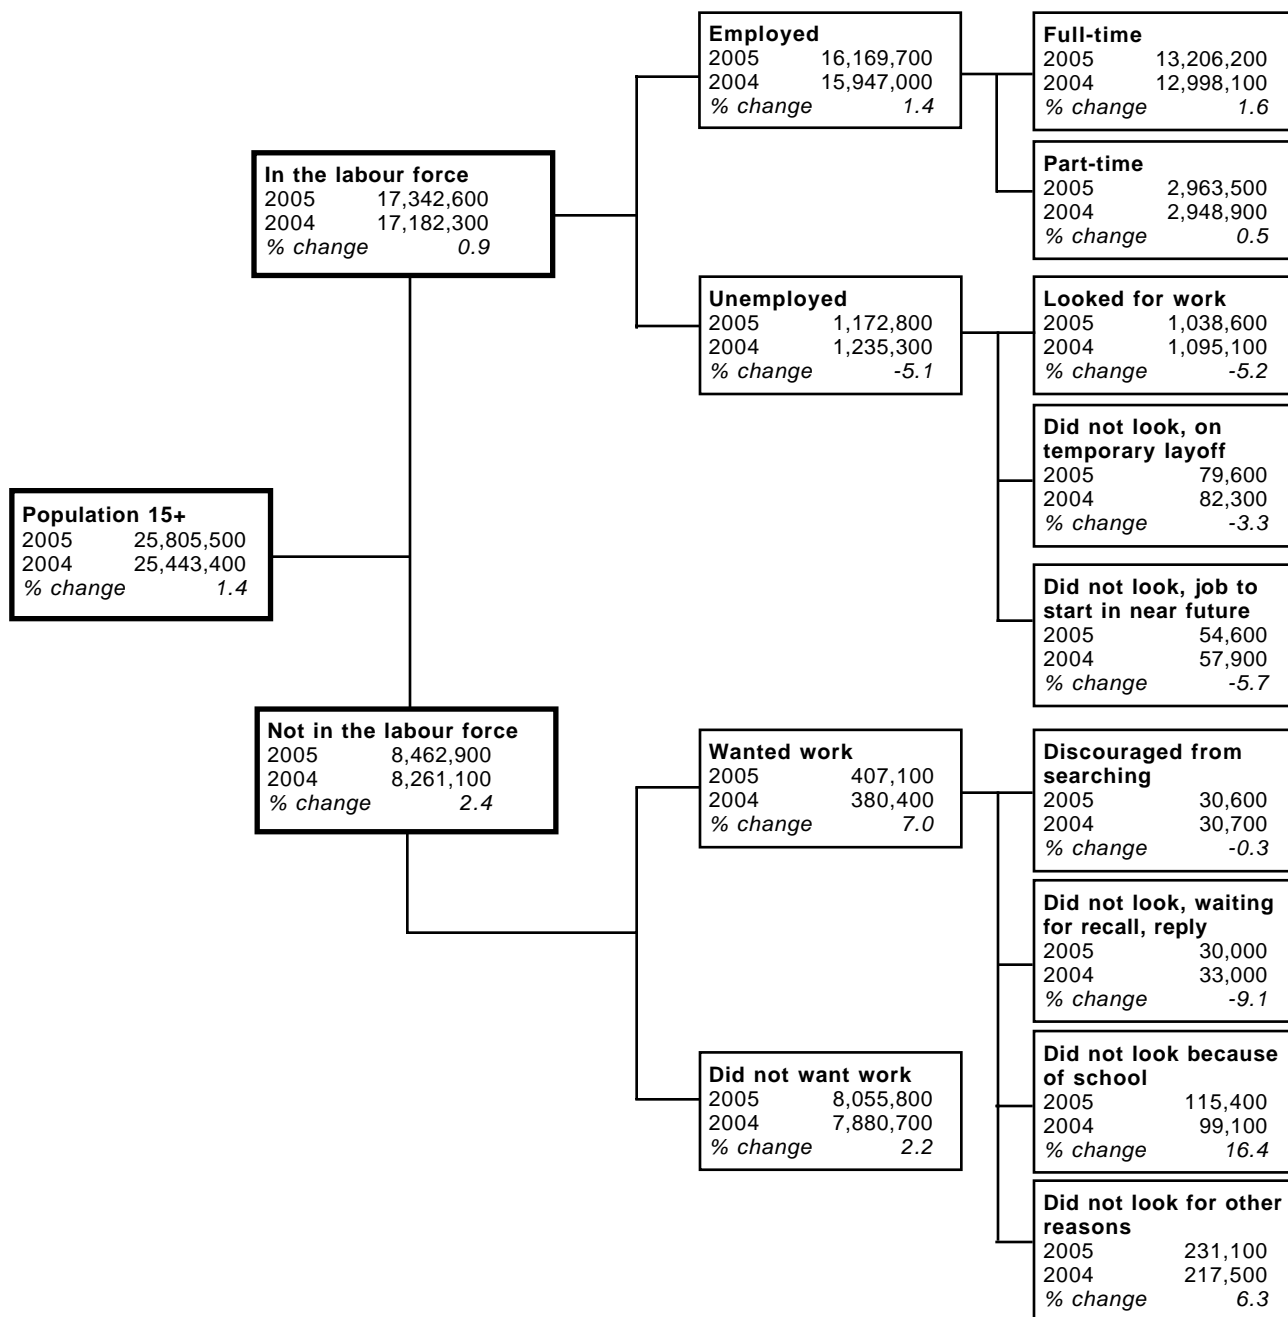 Population 15+
2005 25,805,500
2004 25,443,400
% change 1.4
In the labour force
2005 17,342,600
2004 17,182,300
% change 0.9
Not in the labour force
2005 8,462,900
2004 8,261,100
% change 2.4
Employed
2005 16,169,700
2004 15,947,000
% change 1.4
Unemployed
2005 1,172,800
2004 1,235,300
% change -5.1
Wanted work
2005 407,100
2004 380,400
% change 7.0
Did not want work
2005 8,055,800
2004 7,880,700
% change 2.2
Full-time
2005 13,206,200
2004 12,998,100
% change 1.6
Part-time
2005 2,963,500
2004 2,948,900
% change 0.5
Looked for work
2005 1,038,600
2004 1,095,100
% change -5.2
Did not look, on
temporary layoff
2005 79,600
2004 82,300
% change -3.3
Did not look, job to
start in near future
2005 54,600
2004 57,900
% change -5.7
Discouraged from
searching
2005 30,600
2004 30,700
% change -0.3
Did not look, waiting
for recall, reply
2005 30,000
2004 33,000
% change -9.1
Did not look because
of school
2005 115,400
2004 99,100
% change 16.4
Did not look for other
reasons
2005 231,100
2004 217,500
% change 6.3